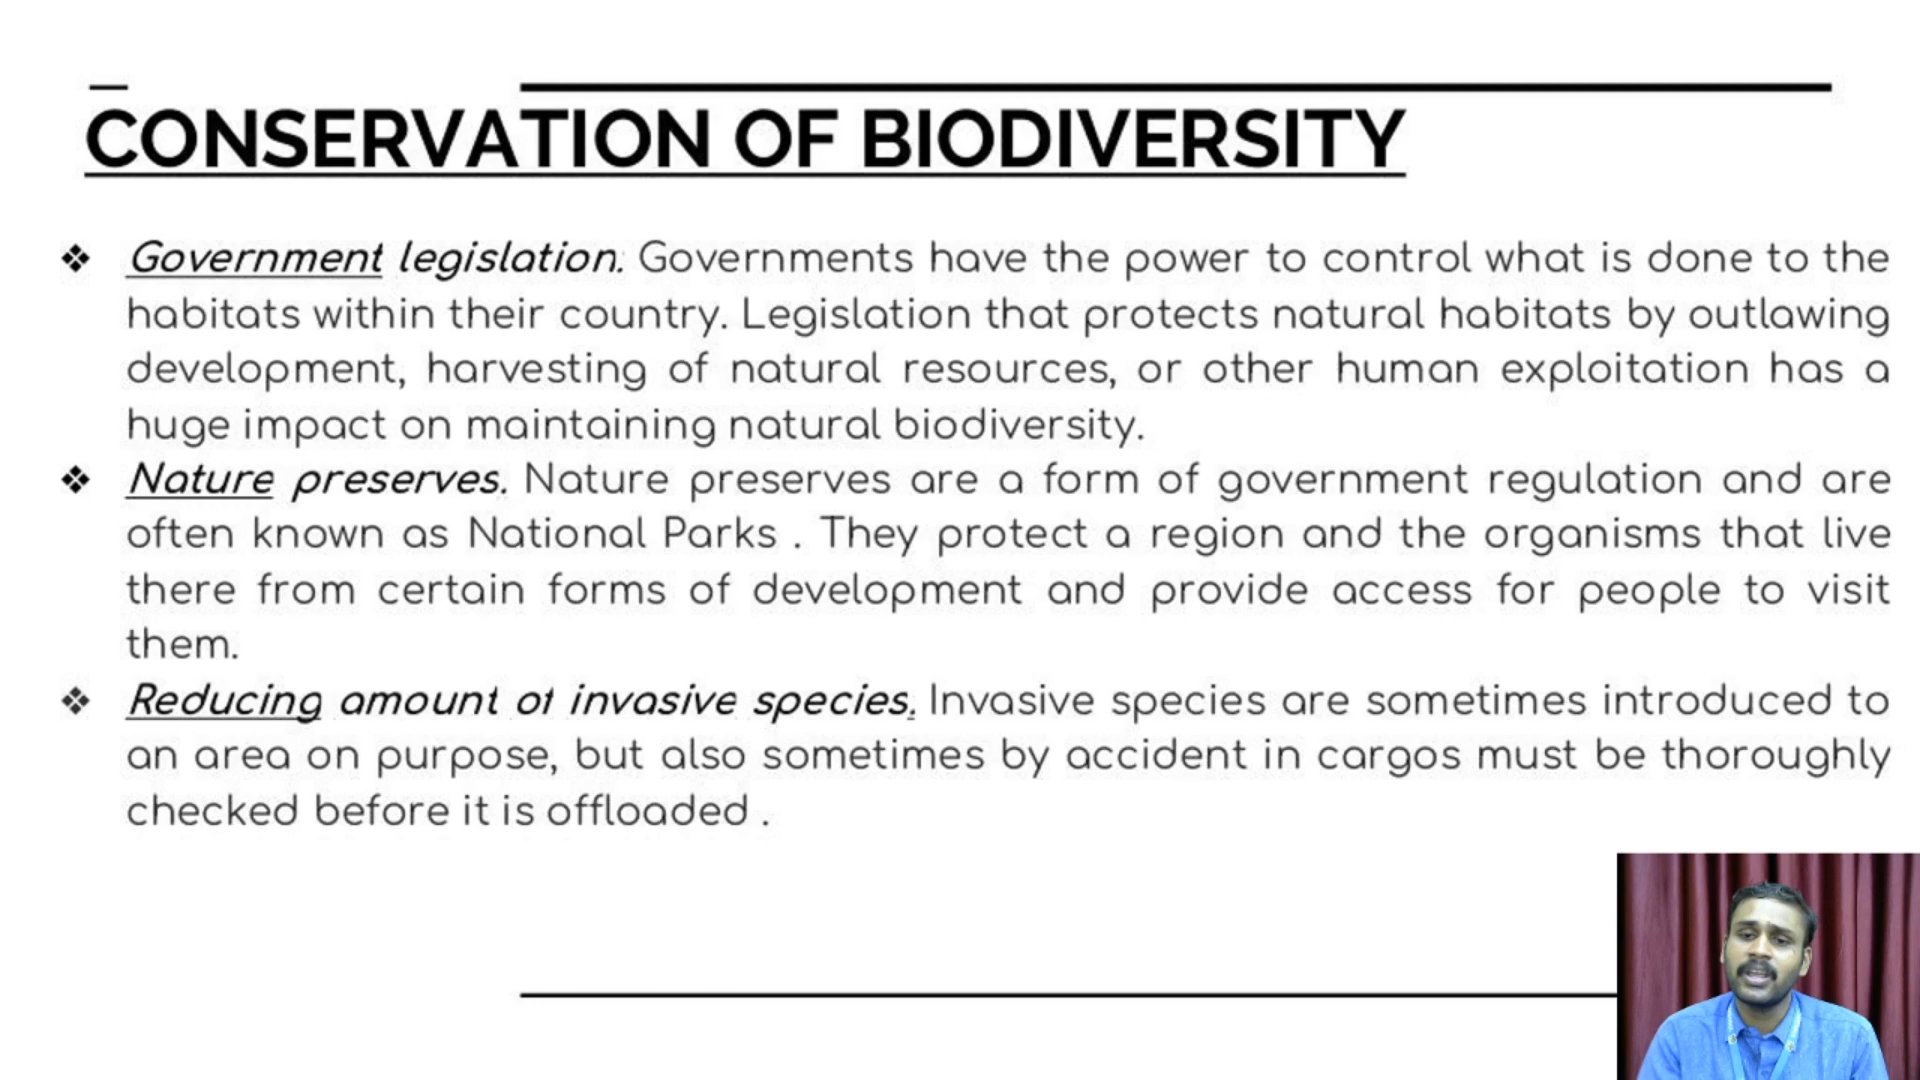 CONSERVATION OF BIODIVERSITY
❖ Government legislation. Governments have the power to control what is done to the
habitats within their country. Legislation that protects natural habitats by outlawing
development, harvesting of natural resources, or other human exploitation has a
huge impact on maintaining natural biodiversity.
❖ Nature preserves. Nature preserves are a form of government regulation and are
often known as National Parks . They protect a region and the organisms that live
there from certain forms of development and provide access for people to visit
them.
❖ Reducing amount of invasive species. Invasive species are sometimes introduced to
an area on purpose, but also sometimes by accident in cargos must be thoroughly
checked before it is offloaded .